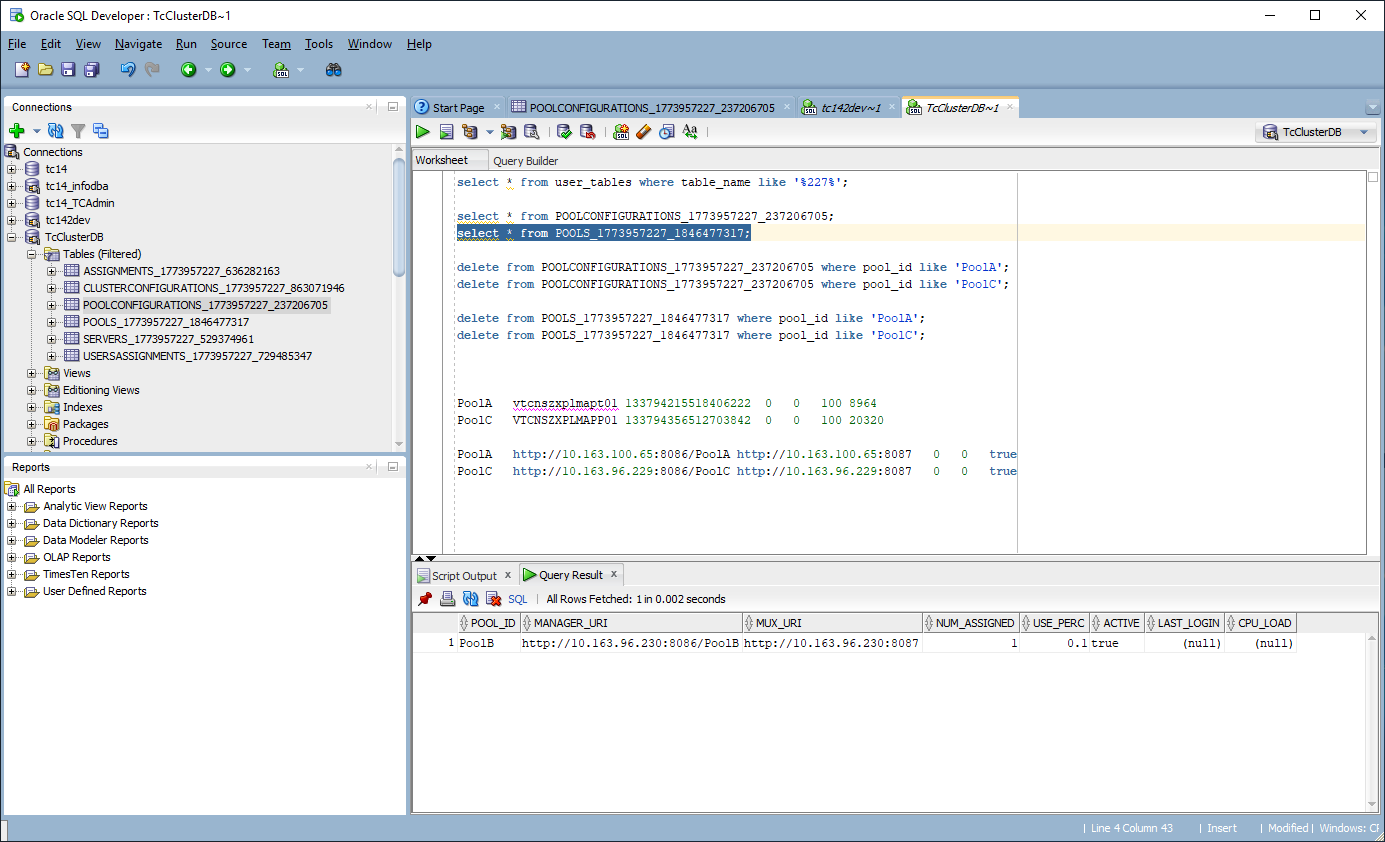 Oracle SQL Developer : TcClusterDB~1
File Edit View Navigate Run Source Team Tools Window Help
Connections
Connections
tc14
tc14_infodba
tc14_TCAdmin
tc142dev
TcClusterDB
Tables (Filtered)
ASSIGNMENTS_1773957227_636282163
CLUSTERCONFIGURATIONS_1773957227_863071946
POOLCONFIGURATIONS_1773957227_237206705
POOLS_1773957227_1846477317
SERVERS_1773957227_529374961
USERSASSIGNMENTS_1773957227_729485347
Views
Editioning Views
Indexes
Packages
Procedures
Reports
All Reports
Analytic View Reports
Data Dictionary Reports
Data Modeler Reports
OLAP Reports
TimesTen Reports
User Defined Reports
Start Page POOLCONFIGURATIONS_1773957227_237206705 tc142dev~1 TcClusterDB~1
TcClusterDB
Worksheet Query Builder
select * from user_tables where table_name like '%227%';
select * from POOLCONFIGURATIONS_1773957227_237206705;
select * from POOLS_1773957227_1846477317;
delete from POOLCONFIGURATIONS_1773957227_237206705 where pool_id like 'PoolA';
delete from POOLCONFIGURATIONS_1773957227_237206705 where pool_id like 'PoolC';
delete from POOLS_1773957227_1846477317 where pool_id like 'PoolA';
delete from POOLS_1773957227_1846477317 where pool_id like 'PoolC';
PoolA vtcnszxplmapt01 133794215518406222 0 0 100 8964
PoolC VTCNSZXPLMAPP01 133794356512703842 0 0 100 20320
PoolA http://10.163.100.65:8086/PoolA http://10.163.100.65:8087 0 0 true
PoolC http://10.163.96.229:8086/PoolC http://10.163.96.229:8087 0 0 true
Script Output x Query Result x
SQL | All Rows Fetched: 1 in 0.002 seconds
POOL_ID MANAGER_URI MUX_URI NUM_ASSIGNED USE_PERC ACTIVE LAST_LOGIN CPU_LOAD
1 PoolB http://10.163.96.230:8086/PoolB http://10.163.96.230:8087 1 0.1 true (null) (null)
| Line 4 Column 43 | Insert | Modified | Windows: CR